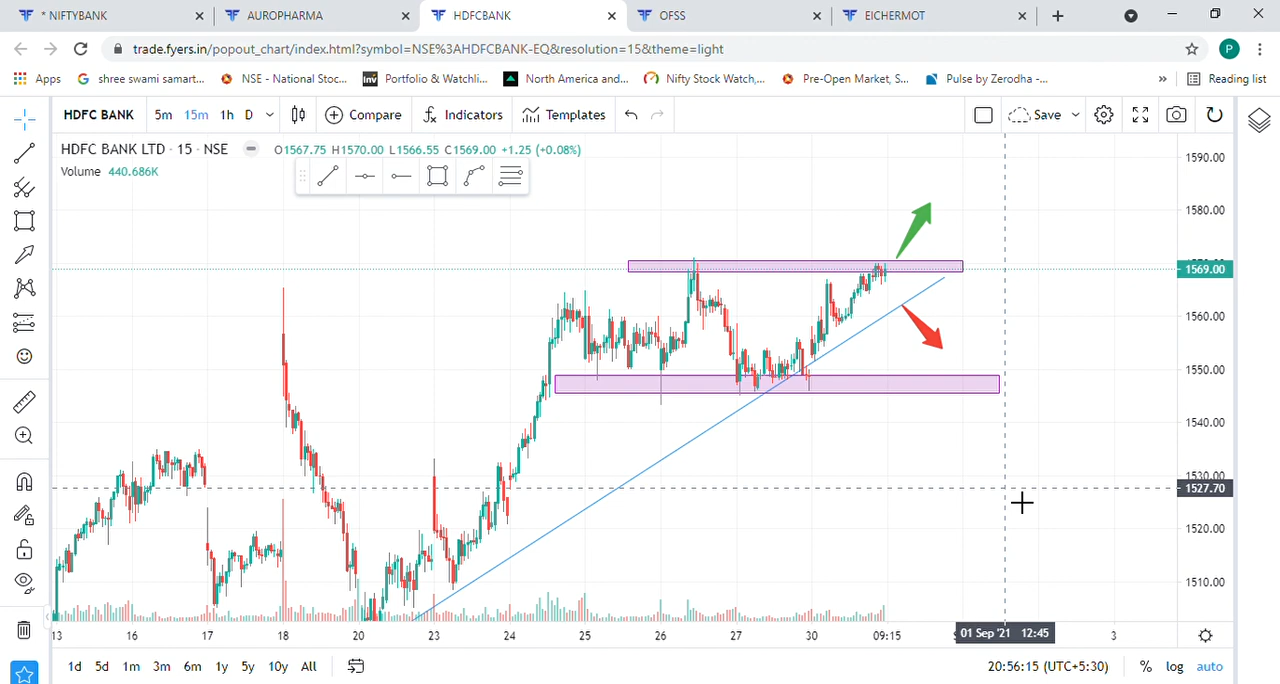 * NIFTYBANK
AUROPHARMA
HDFCBANK
OFSS
EICHERMOT
trade.fyers.in/popout_chart/index.html?symbol=NSE%3AHDFCBANK-EQ&resolution=15&theme=light
P
Apps
shree swami samart...
NSE - National Stoc...
Inv
Portfolio & Watchli...
North America and...
Nifty Stock Watch,...
Pre-Open Market, S...
Pulse by Zerodha -...
»
Reading list
HDFC BANK
5m
15m
1h
D
Compare
Indicators
Templates
Save
HDFC BANK LTD · 15 · NSE
O1567.75 H1570.00 L1566.55 C1569.00 +1.25 (+0.08%)
Volume 440.686K
1590.00
1580.00
1569.00
1560.00
1550.00
1540.00
1530.00
1527.70
1520.00
1510.00
13
16
17
18
20
23
24
25
26
27
30
09:15
01 Sep '21 12:45
3
1d
5d
1m
3m
6m
1y
5y
10y
All
20:56:15 (UTC+5:30)
%
log
auto